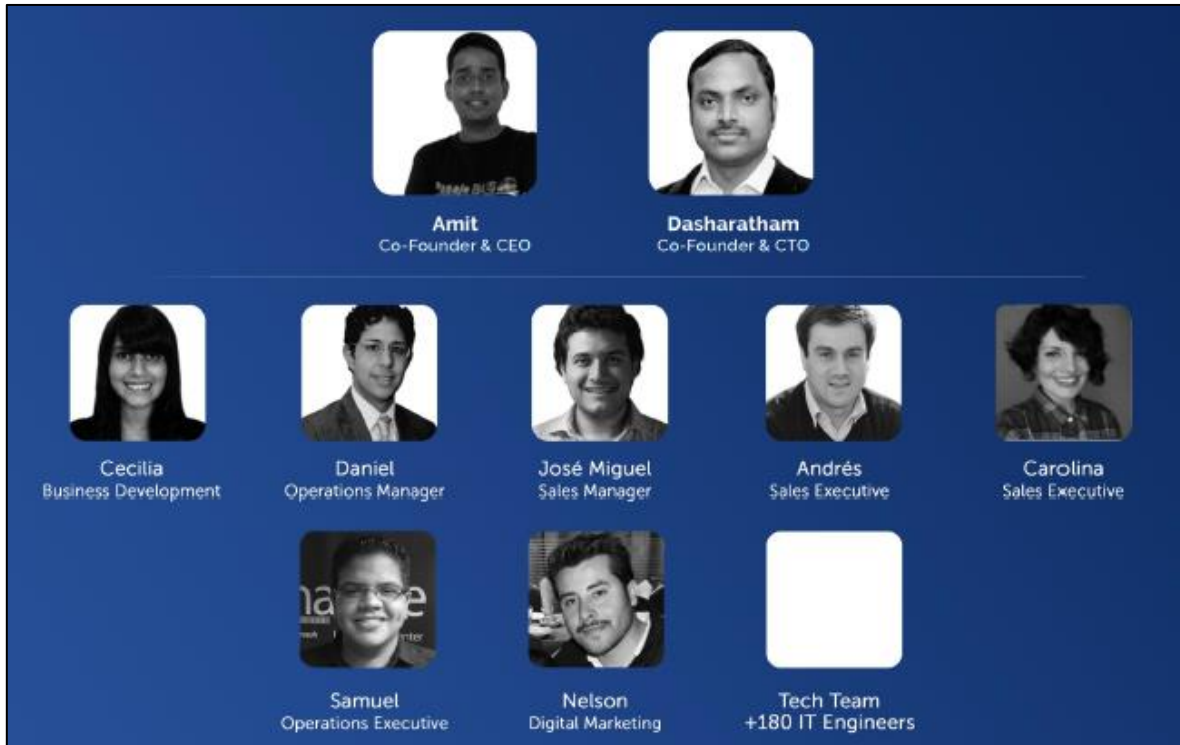 Amit
Co-Founder & CEO
Dasharatham
Co-Founder & CTO
Cecilia
Business Development
Daniel
Operations Manager
José Miguel
Sales Manager
Andrés
Sales Executive
Carolina
Sales Executive
Samuel
Operations Executive
Nelson
Digital Marketing
Tech Team
+180 IT Engineers